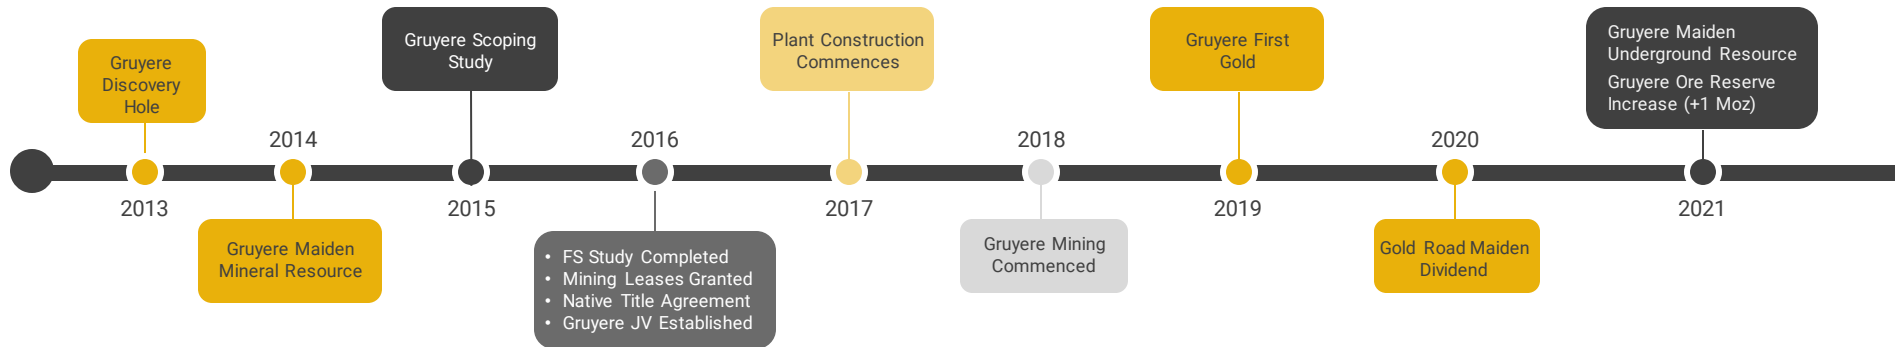 Gruyere
Discovery
Hole
2013
2014
Gruyere Maiden
Mineral Resource
Gruyere Scoping
Study
2015
2016
• FS Study Completed
• Mining Leases Granted
• Native Title Agreement
• Gruyere JV Established
Plant Construction
Commences
2017
2018
Gruyere Mining
Commenced
Gruyere First
Gold
2019
2020
Gold Road Maiden
Dividend
Gruyere Maiden
Underground Resource
Gruyere Ore Reserve
Increase (+1 Moz)
2021